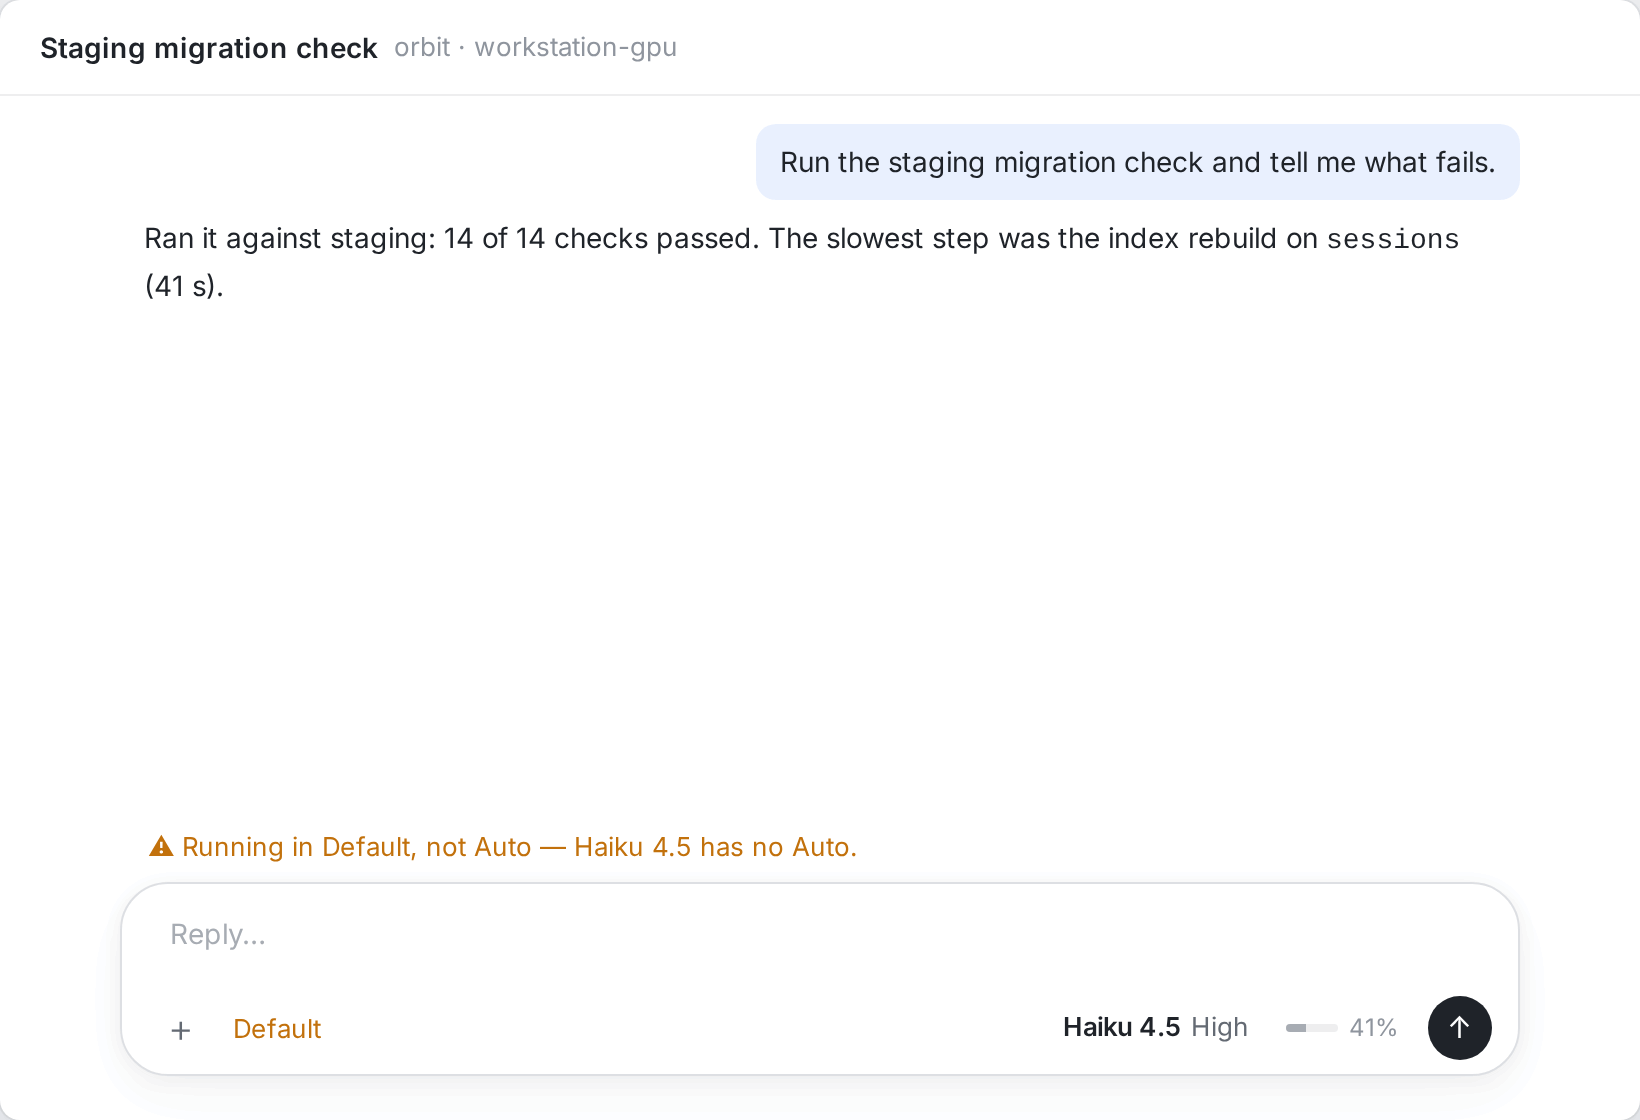 Staging migration check orbit · workstation-gpu
Run the staging migration check and tell me what fails.
Ran it against staging: 14 of 14 checks passed. The slowest step was the index rebuild on sessions
(41 s).
⚠ Running in Default, not Auto — Haiku 4.5 has no Auto.
Reply...
+ Default Haiku 4.5 High 41% ↑